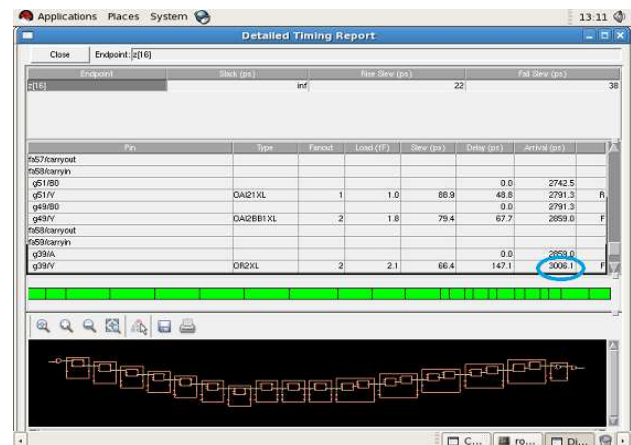 Applications Places System 13:11
Detailed Timing Report
Close Endpoint: z[16]
Endpoint Slack (ps) Rise Slew (ps) Fall Slew (ps)
z[16] inf 22 38
Pin Type Fanout Load (fF) Slew (ps) Delay (ps) Arrival (ps)
fa57/carryout
fa58/carryin
g51/B0 0.0 2742.5
g51/Y OAI21XL 1 1.0 88.9 48.8 2791.3 R
g49/B0 0.0 2791.3
g49/Y OAI2BB1XL 2 1.8 79.4 67.7 2859.0 F
fa58/carryout
fa59/carryin
g39/A 0.0 2859.0
g39/Y OR2XL 2 2.1 66.4 147.1 3006.1 F
C... ro... Di...